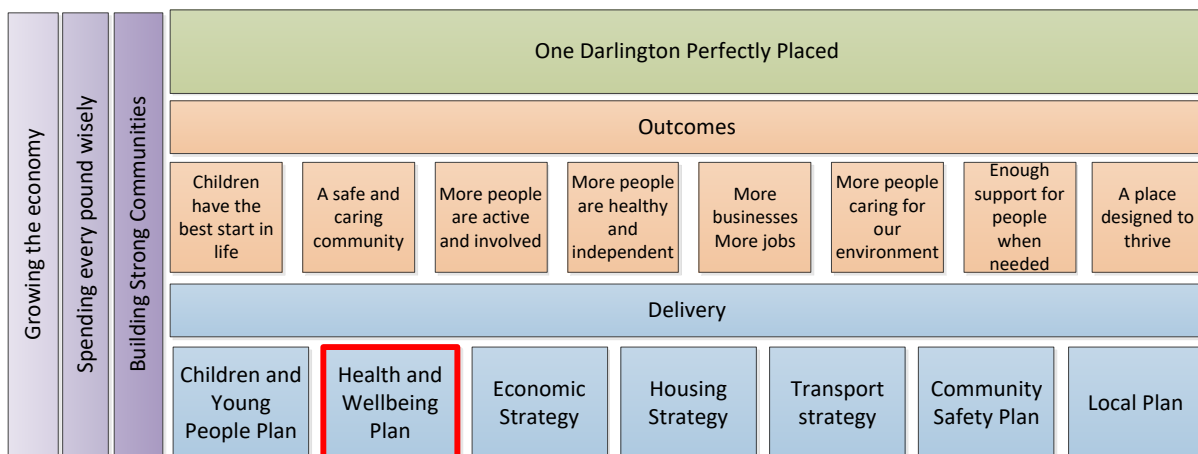 Growing the economy
Spending every pound wisely
Building Strong Communities
One Darlington Perfectly Placed
Outcomes
Children
have the
best start in
life
A safe and
caring
community
More people
are active
and involved
More people
are healthy
and
independent
More
businesses
More jobs
More people
caring for
our
environment
Enough
support for
people
when
needed
A place
designed to
thrive
Delivery
Children and
Young
People Plan
Health and
Wellbeing
Plan
Economic
Strategy
Housing
Strategy
Transport
strategy
Community
Safety Plan
Local Plan